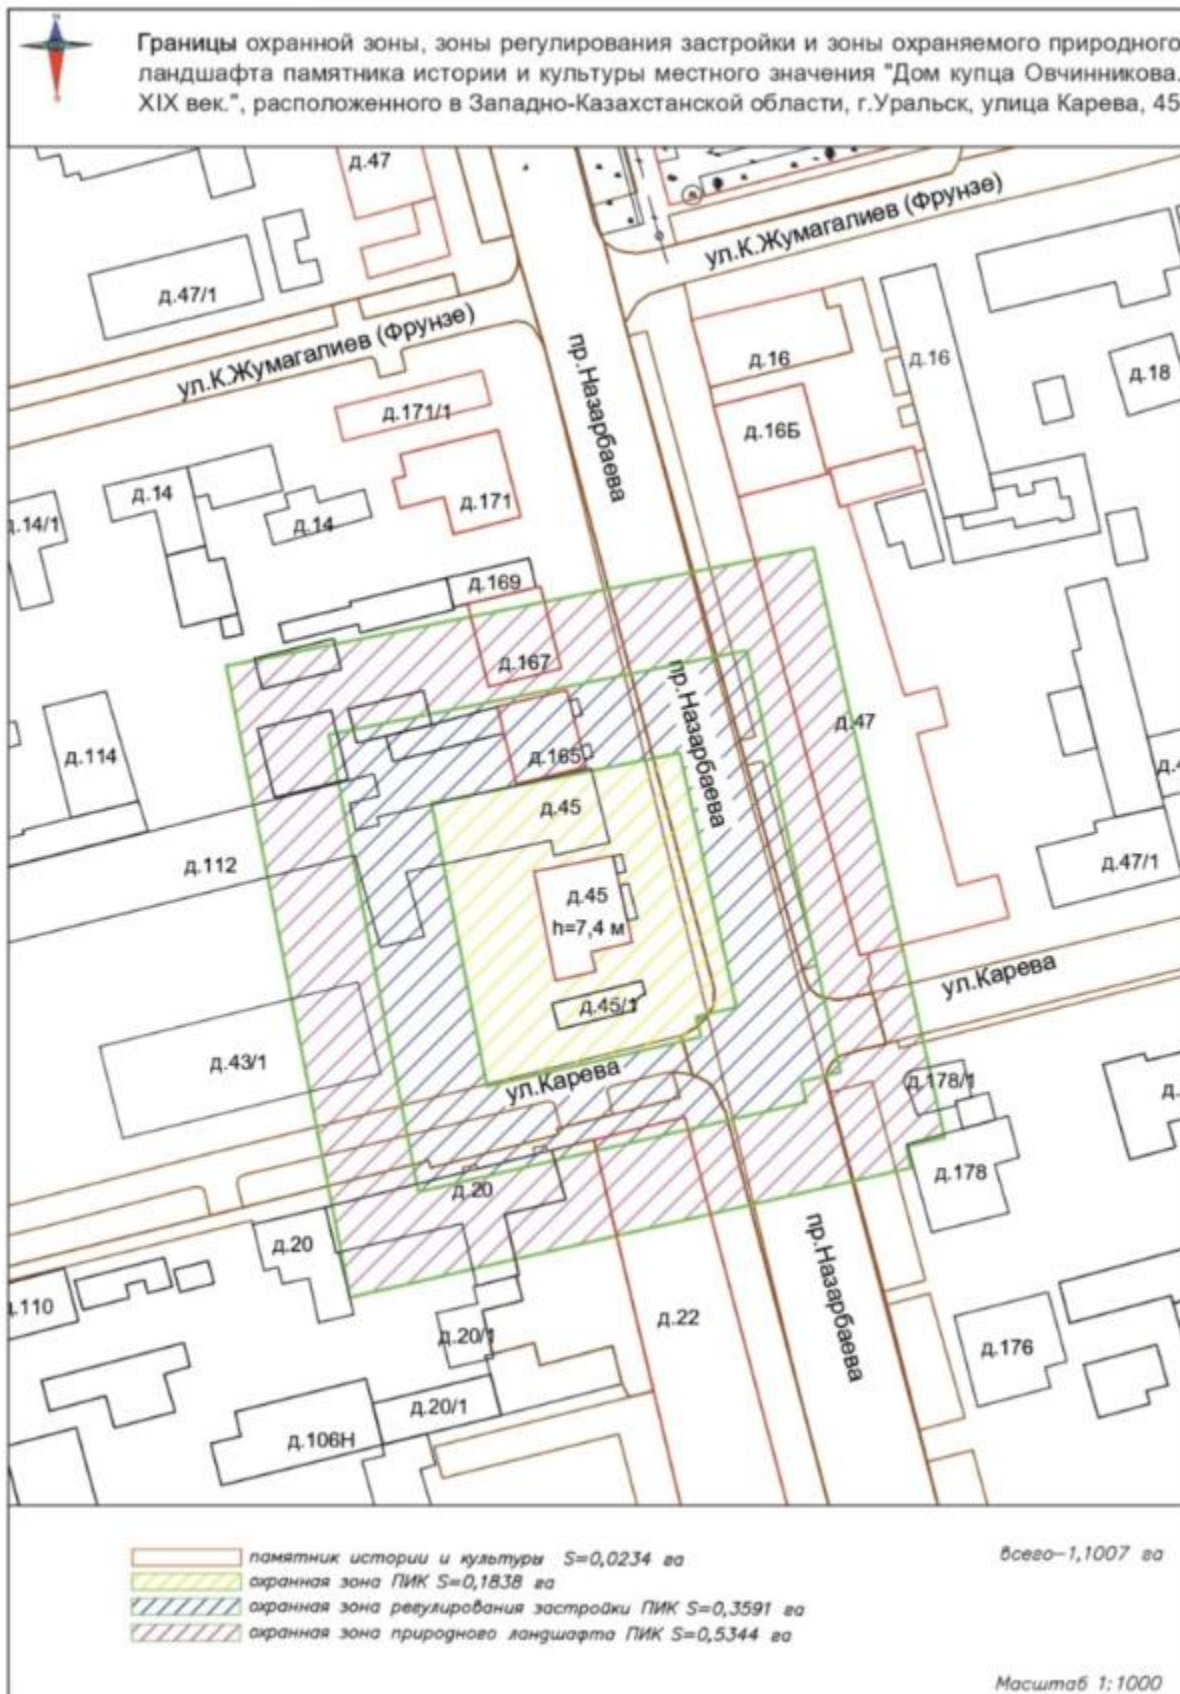 Границы охранной зоны, зоны регулирования застройки и зоны охраняемого природного
ландшафта памятника истории и культуры местного значения "Дом купца Овчинникова.
XIX век.", расположенного в Западно-Казахстанской области, г.Уральск, улица Карева, 45
д.47
ул.К.Жумагалиев (Фрунзе)
д.47/1
ул.К.Жумагалиев (Фрунзе)
пр.Назарбаева
д.16
д.16
д.18
д.171/1
д.16Б
д.14
д.171
д.14/1
д.14
д.169
д.167
пр.Назарбаева
д.47
д.114
д.165
д.45
д.112
д.47/1
д.45
h=7,4 м
ул.Карева
д.45/1
д.43/1
ул.Карева
д.178/1
д.178
д.20
д.20
пр.Назарбаева
д.110
д.22
д.20/1
д.176
д.20/1
д.106Н
памятник истории и культуры S=0,0234 га
всего-1,1007 га
охранная зона ПИК S=0,1838 га
охранная зона регулирования застройки ПИК S=0,3591 га
охранная зона природного ландшафта ПИК S=0,5344 га
Масштаб 1:1000